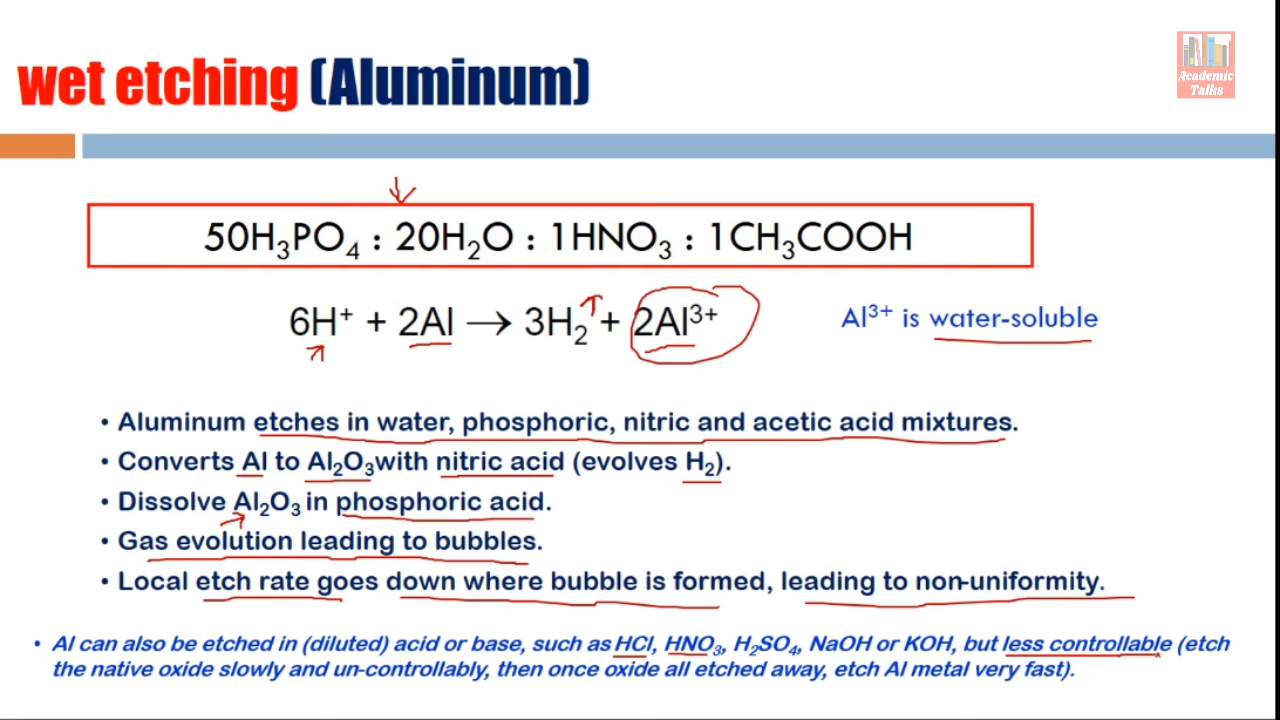 wet etching (Aluminum)
Academic
Talks
50H₃PO₄ : 20H₂O : 1HNO₃ : 1CH₃COOH
6H⁺ + 2Al → 3H₂ + 2Al³⁺
Al³⁺ is water-soluble
• Aluminum etches in water, phosphoric, nitric and acetic acid mixtures.
• Converts Al to Al₂O₃with nitric acid (evolves H₂).
• Dissolve Al₂O₃ in phosphoric acid.
• Gas evolution leading to bubbles.
• Local etch rate goes down where bubble is formed, leading to non-uniformity.
• Al can also be etched in (diluted) acid or base, such as HCl, HNO₃, H₂SO₄, NaOH or KOH, but less controllable (etch
the native oxide slowly and un-controllably, then once oxide all etched away, etch Al metal very fast).